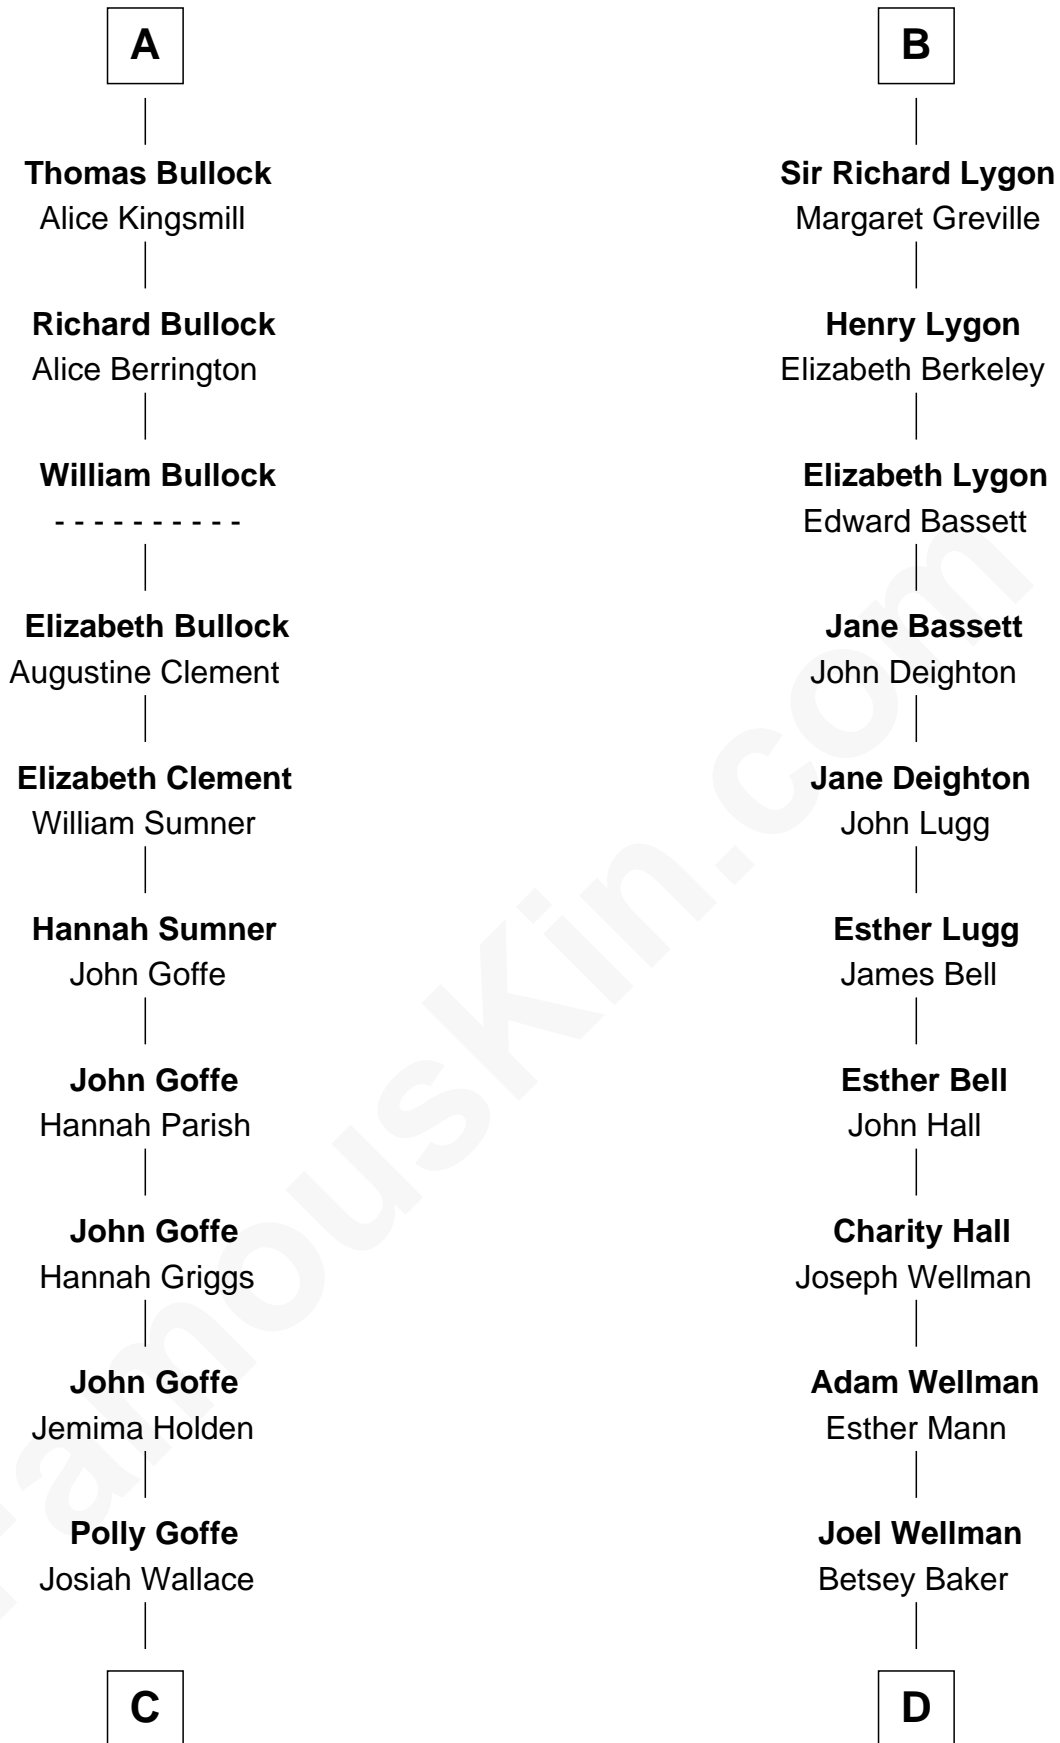 A
Thomas Bullock
Alice Kingsmill
Richard Bullock
Alice Berrington
William Bullock
- - - - - - - - - -
Elizabeth Bullock
Augustine Clement
Elizabeth Clement
William Sumner
Hannah Sumner
John Goffe
John Goffe
Hannah Parish
John Goffe
Hannah Griggs
John Goffe
Jemima Holden
Polly Goffe
Josiah Wallace
C
B
Sir Richard Lygon
Margaret Greville
Henry Lygon
Elizabeth Berkeley
Elizabeth Lygon
Edward Bassett
Jane Bassett
John Deighton
Jane Deighton
John Lugg
Esther Lugg
James Bell
Esther Bell
John Hall
Charity Hall
Joseph Wellman
Adam Wellman
Esther Mann
Joel Wellman
Betsey Baker
D
FamousKin.com